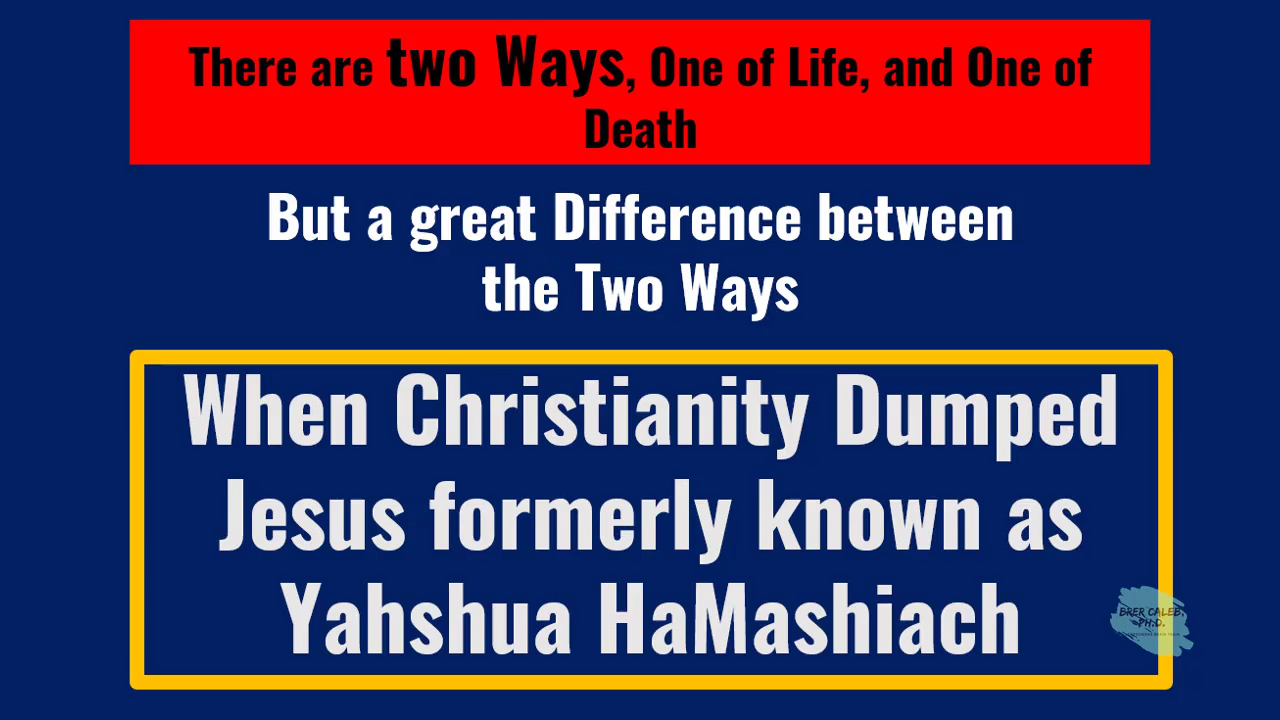 There are two Ways, One of Life, and One of
Death
But a great Difference between
the Two Ways
When Christianity Dumped
Jesus formerly known as
Yahshua HaMashiach
BRER CALEB,
PH.D.